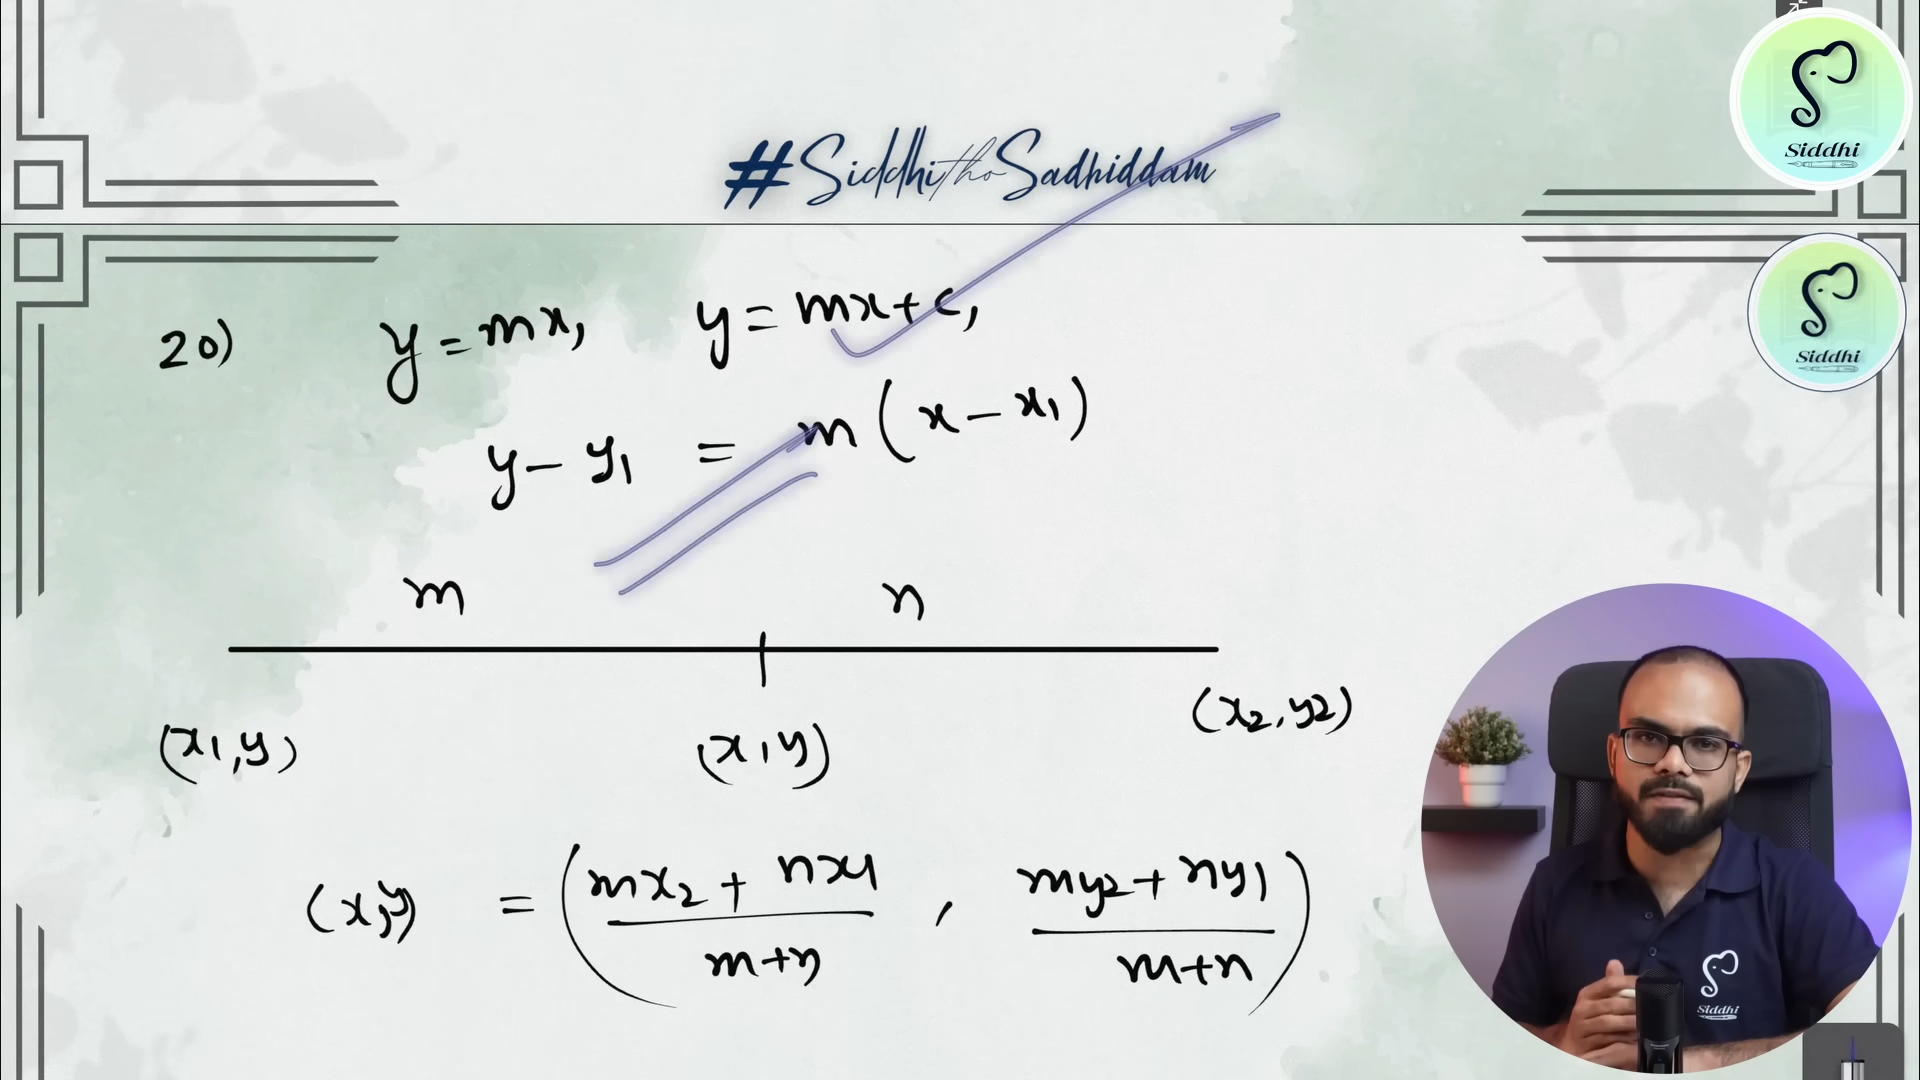 Siddhi
#SiddhithoSadhiddam
Siddhi
20) y = mx, y = mx + c,
y - y1 = m(x - x1)
m n
(x1, y) (x, y) (x2, y2)
(x, y) = (mx2 + nx1 / m+n , my2 + ny1 / m+n)
Siddhi